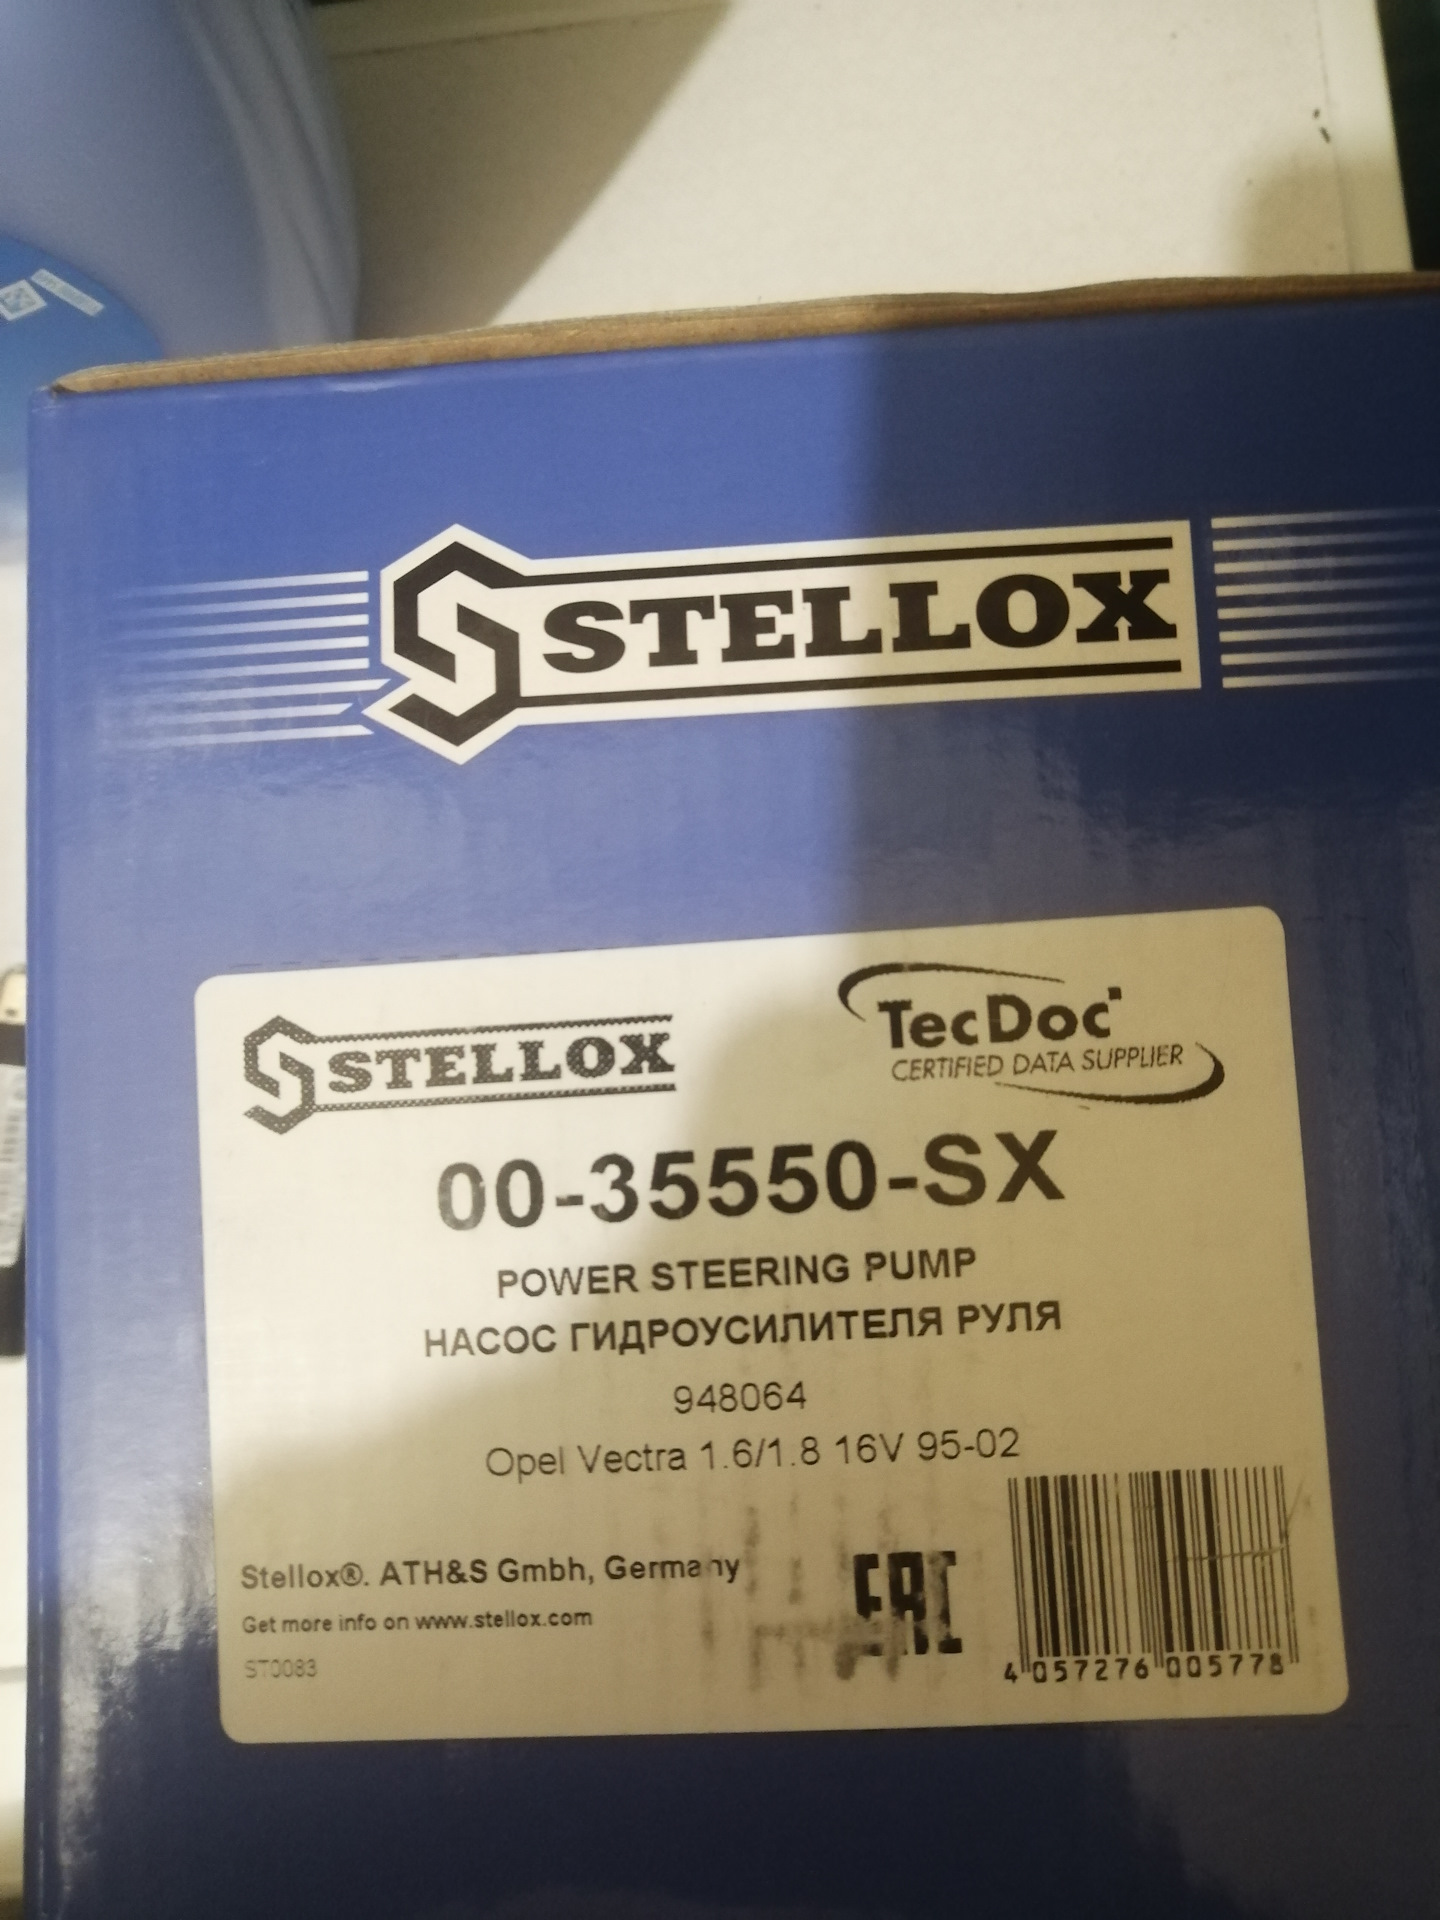 STELLOX
STELLOX
TecDoc
CERTIFIED DATA SUPPLIER
00-35550-SX
POWER STEERING PUMP
НАСОС ГИДРОУСИЛИТЕЛЯ РУЛЯ
948064
Opel Vectra 1.6/1.8 16V 95-02
Stellox®. ATH&S Gmbh, Germany
Get more info on www.stellox.com
ST0083
EAC
4 057276 005778